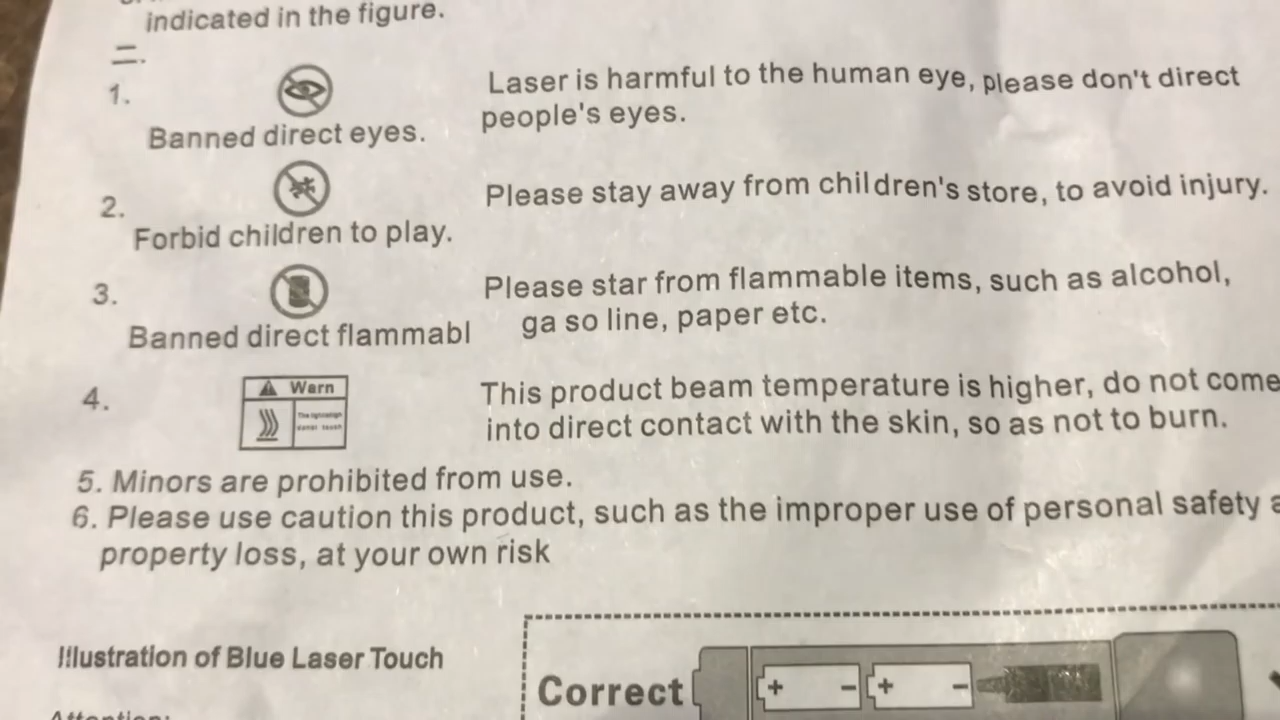 indicated in the figure.
二.
1.
Banned direct eyes.
Laser is harmful to the human eye, please don't direct
people's eyes.
2.
Forbid children to play.
Please stay away from children's store, to avoid injury.
3.
Banned direct flammabl
Please star from flammable items, such as alcohol,
ga so line, paper etc.
4.
Warn
This product beam temperature is higher, do not come
into direct contact with the skin, so as not to burn.
5. Minors are prohibited from use.
6. Please use caution this product, such as the improper use of personal safety a
property loss, at your own risk
Illustration of Blue Laser Touch
Correct
+ - + -
Attention: